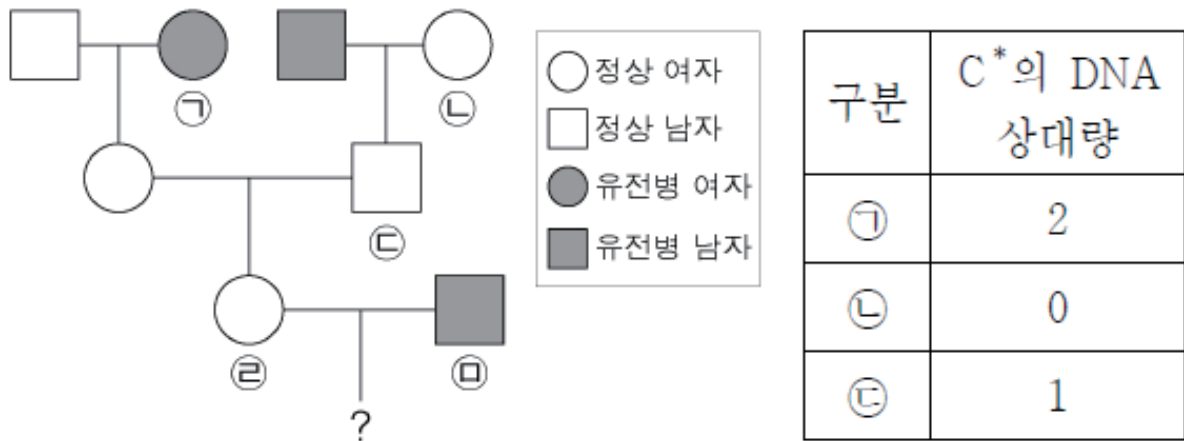 ㉠
㉡
㉢
㉣
㉤
?
정상 여자
정상 남자
유전병 여자
유전병 남자
구분
C*의 DNA
상대량
㉠ 2
㉡ 0
㉢ 1